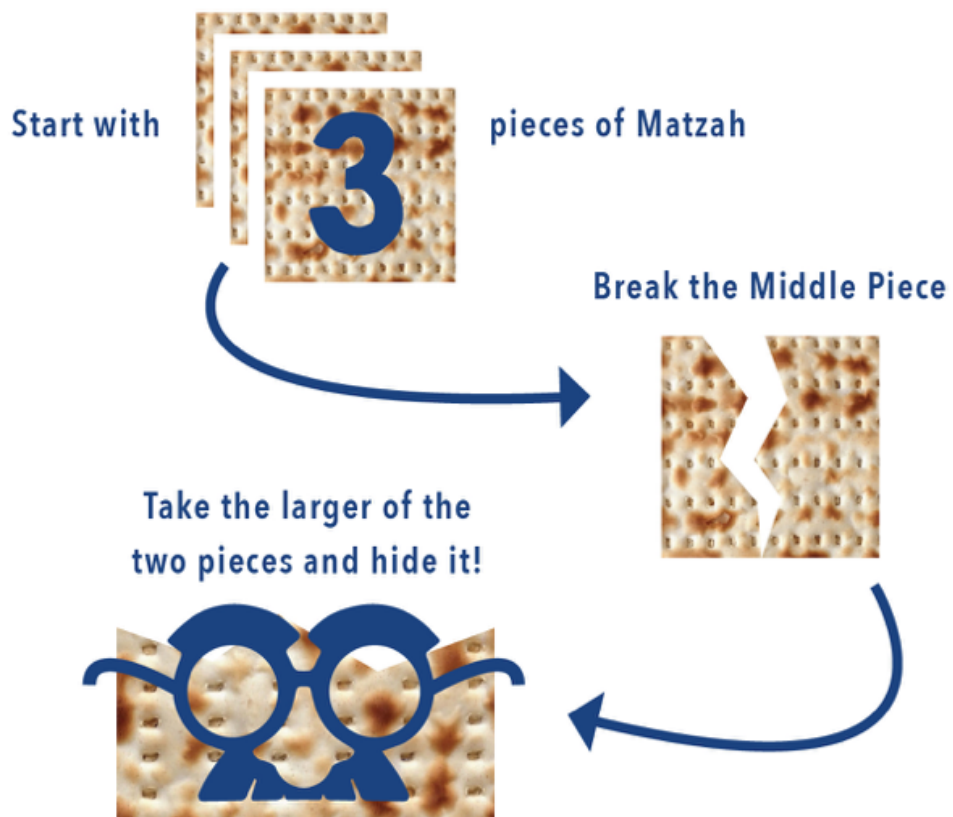 Start with 3 pieces of Matzah
Break the Middle Piece
Take the larger of the
two pieces and hide it!